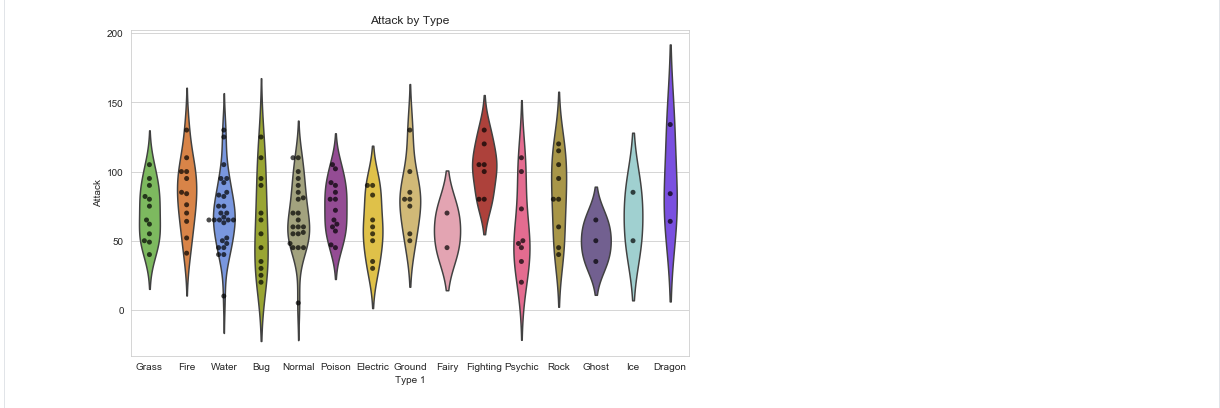 Attack by Type
200
150
100
50
0
Attack
Grass Fire Water Bug Normal Poison Electric Ground Fairy Fighting Psychic Rock Ghost Ice Dragon
Type 1